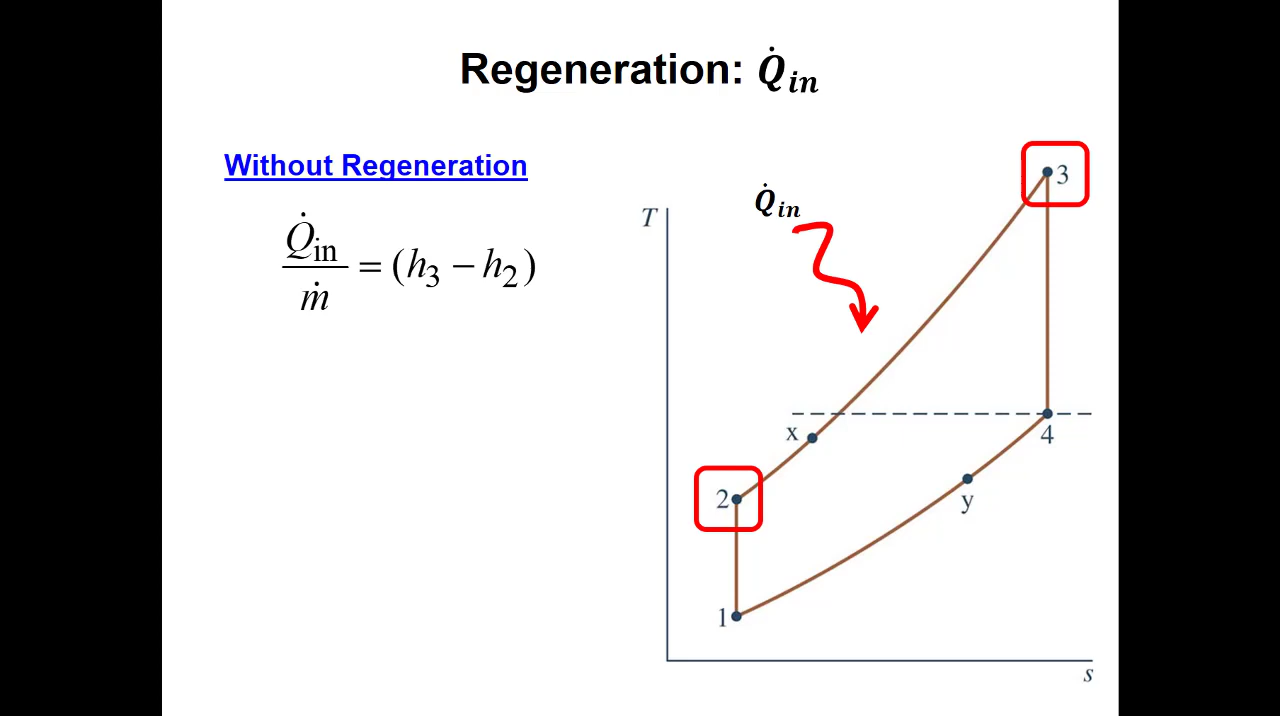 Regeneration: Q̇in
Without Regeneration
Q̇in / ṁ = (h3 − h2)
Q̇in
3
T
x
4
2
y
1
s